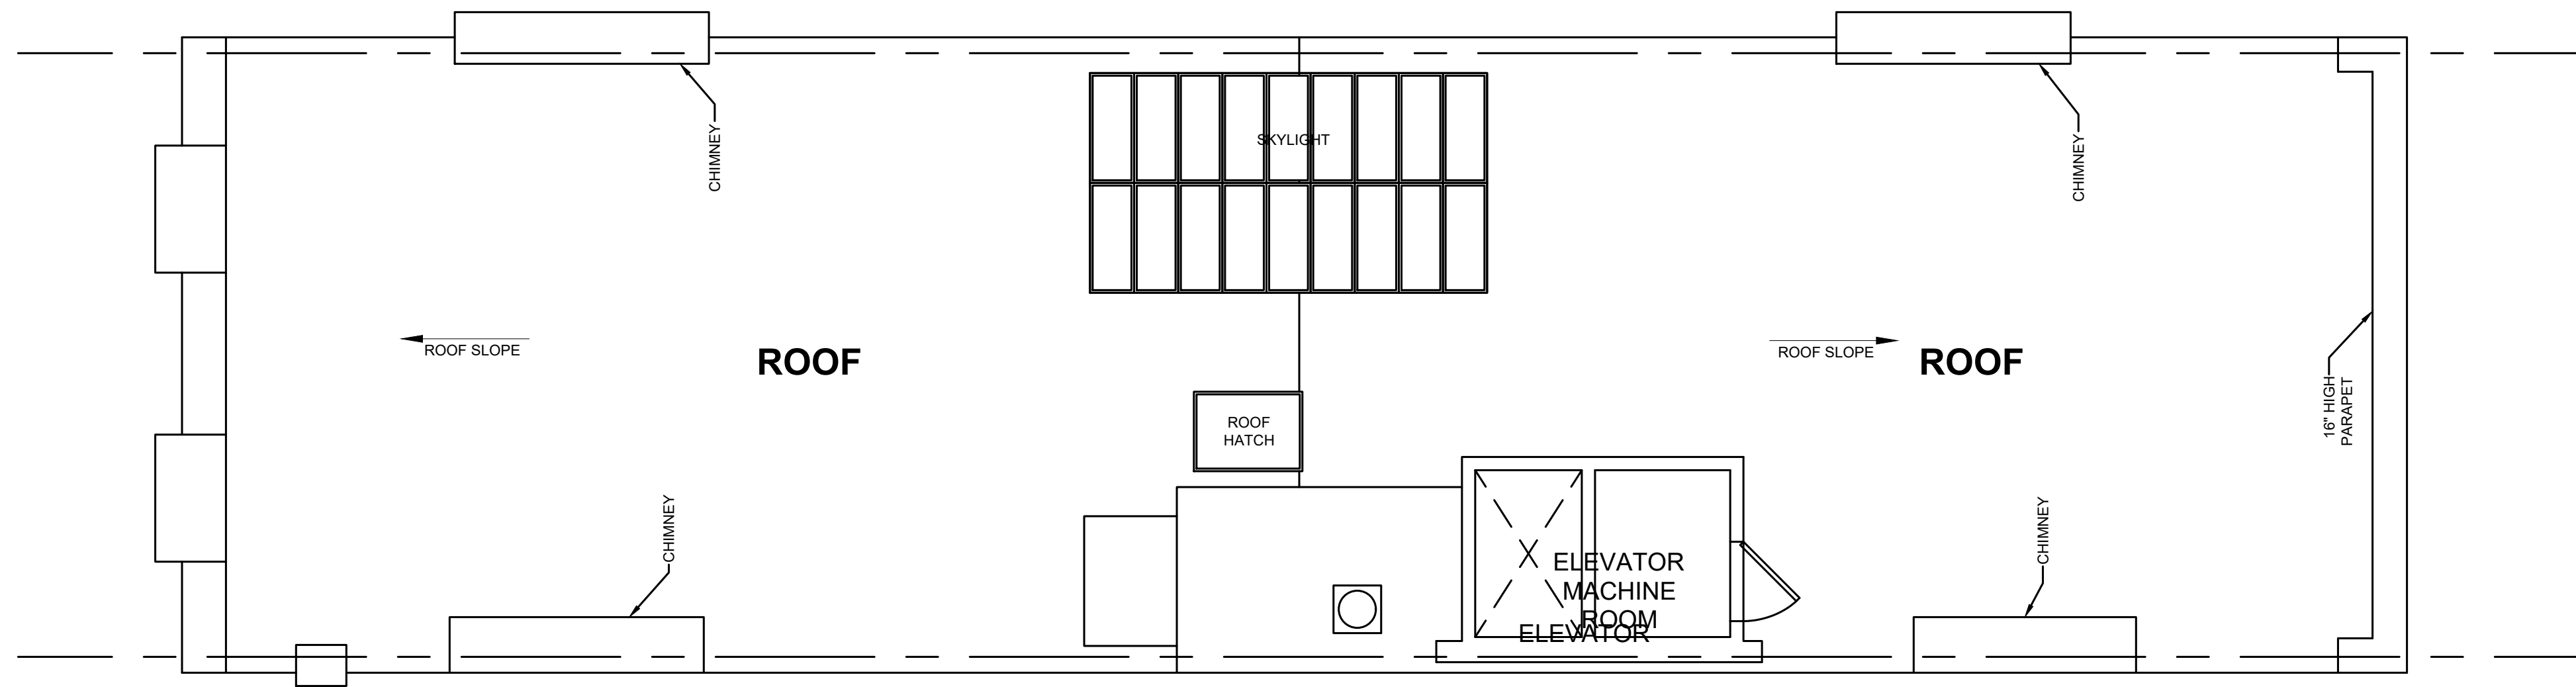 CHIMNEY
SKYLIGHT
CHIMNEY
ROOF SLOPE
ROOF
ROOF SLOPE
ROOF
16" HIGH
PARAPET
ROOF
HATCH
CHIMNEY
ELEVATOR
MACHINE
ROOM
ELEVATOR
CHIMNEY